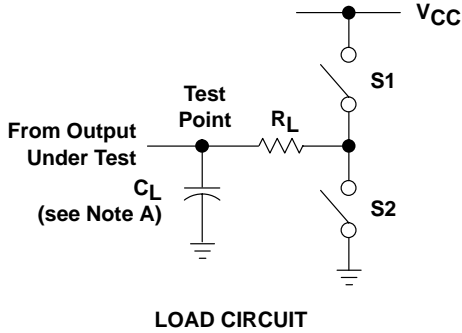 VCC
S1
Test
Point
RL
From Output
Under Test
CL
(see Note A)
S2
LOAD CIRCUIT